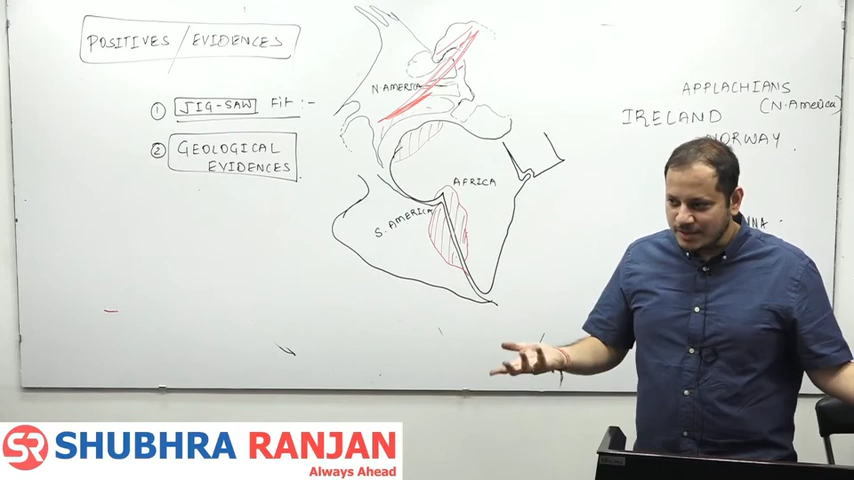 POSITIVES / EVIDENCES
① JIG-SAW Fit :-
② GEOLOGICAL
EVIDENCES
N. AMERICA
AFRICA
S. AMERICA
APPLACHIANS
(N. America)
IRELAND
NORWAY
SR SHUBHRA RANJAN
Always Ahead